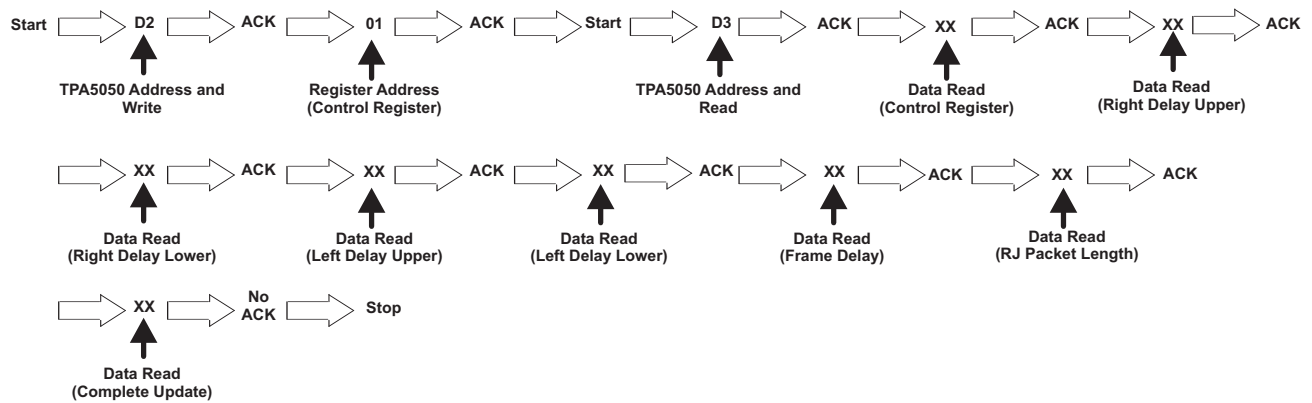 Start D2 ACK 01 ACK Start D3 ACK XX ACK XX ACK
TPA5050 Address and Write
Register Address (Control Register)
TPA5050 Address and Read
Data Read (Control Register)
Data Read (Right Delay Upper)
XX ACK XX ACK XX ACK XX ACK XX ACK
Data Read (Right Delay Lower)
Data Read (Left Delay Upper)
Data Read (Left Delay Lower)
Data Read (Frame Delay)
Data Read (RJ Packet Length)
XX No ACK Stop
Data Read (Complete Update)